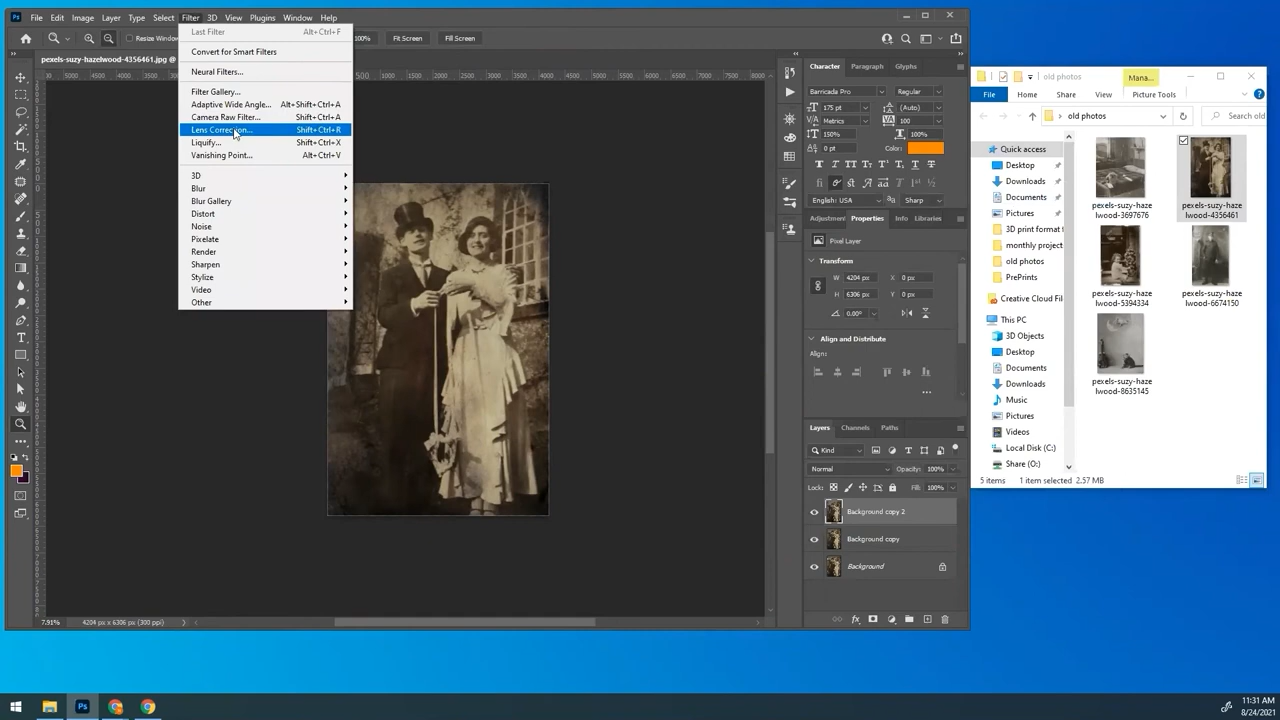 Ps File Edit Image Layer Type Select Filter 3D View Plugins Window Help
Resize Window
100% Fit Screen Fill Screen
pexels-suzy-hazelwood-4356461.jpg @
Last Filter Alt+Ctrl+F
Convert for Smart Filters
Neural Filters...
Filter Gallery...
Adaptive Wide Angle... Alt+Shift+Ctrl+A
Camera Raw Filter... Shift+Ctrl+A
Lens Correction... Shift+Ctrl+R
Liquify... Shift+Ctrl+X
Vanishing Point... Alt+Ctrl+V
3D
Blur
Blur Gallery
Distort
Noise
Pixelate
Render
Sharpen
Stylize
Video
Other
7.91% 4204 px x 6306 px (300 ppi)
Character Paragraph Glyphs
Barricada Pro Regular
175 pt (Auto)
Metrics 100
150% 100%
0 pt Color:
English: USA Sharp
Adjustment Properties Info Libraries
Pixel Layer
Transform
W 4204 px X 0 px
H 6306 px Y 0 px
0.00°
Align and Distribute
Align:
Layers Channels Paths
Kind
Normal Opacity: 100%
Lock: Fill: 100%
Background copy 2
Background copy
Background
old photos
Mana...
File Home Share View Picture Tools
old photos
Search old
Quick access
Desktop
Downloads
Documents
Pictures
3D print format f
monthly project
old photos
PrePrints
Creative Cloud Fil
This PC
3D Objects
Desktop
Documents
Downloads
Music
Pictures
Videos
Local Disk (C:)
Share (O:)
pexels-suzy-haze
lwood-3697676
pexels-suzy-haze
lwood-4356461
pexels-suzy-haze
lwood-5394334
pexels-suzy-haze
lwood-6674150
pexels-suzy-haze
lwood-8635145
5 items 1 item selected 2.57 MB
11:31 AM
8/24/2021